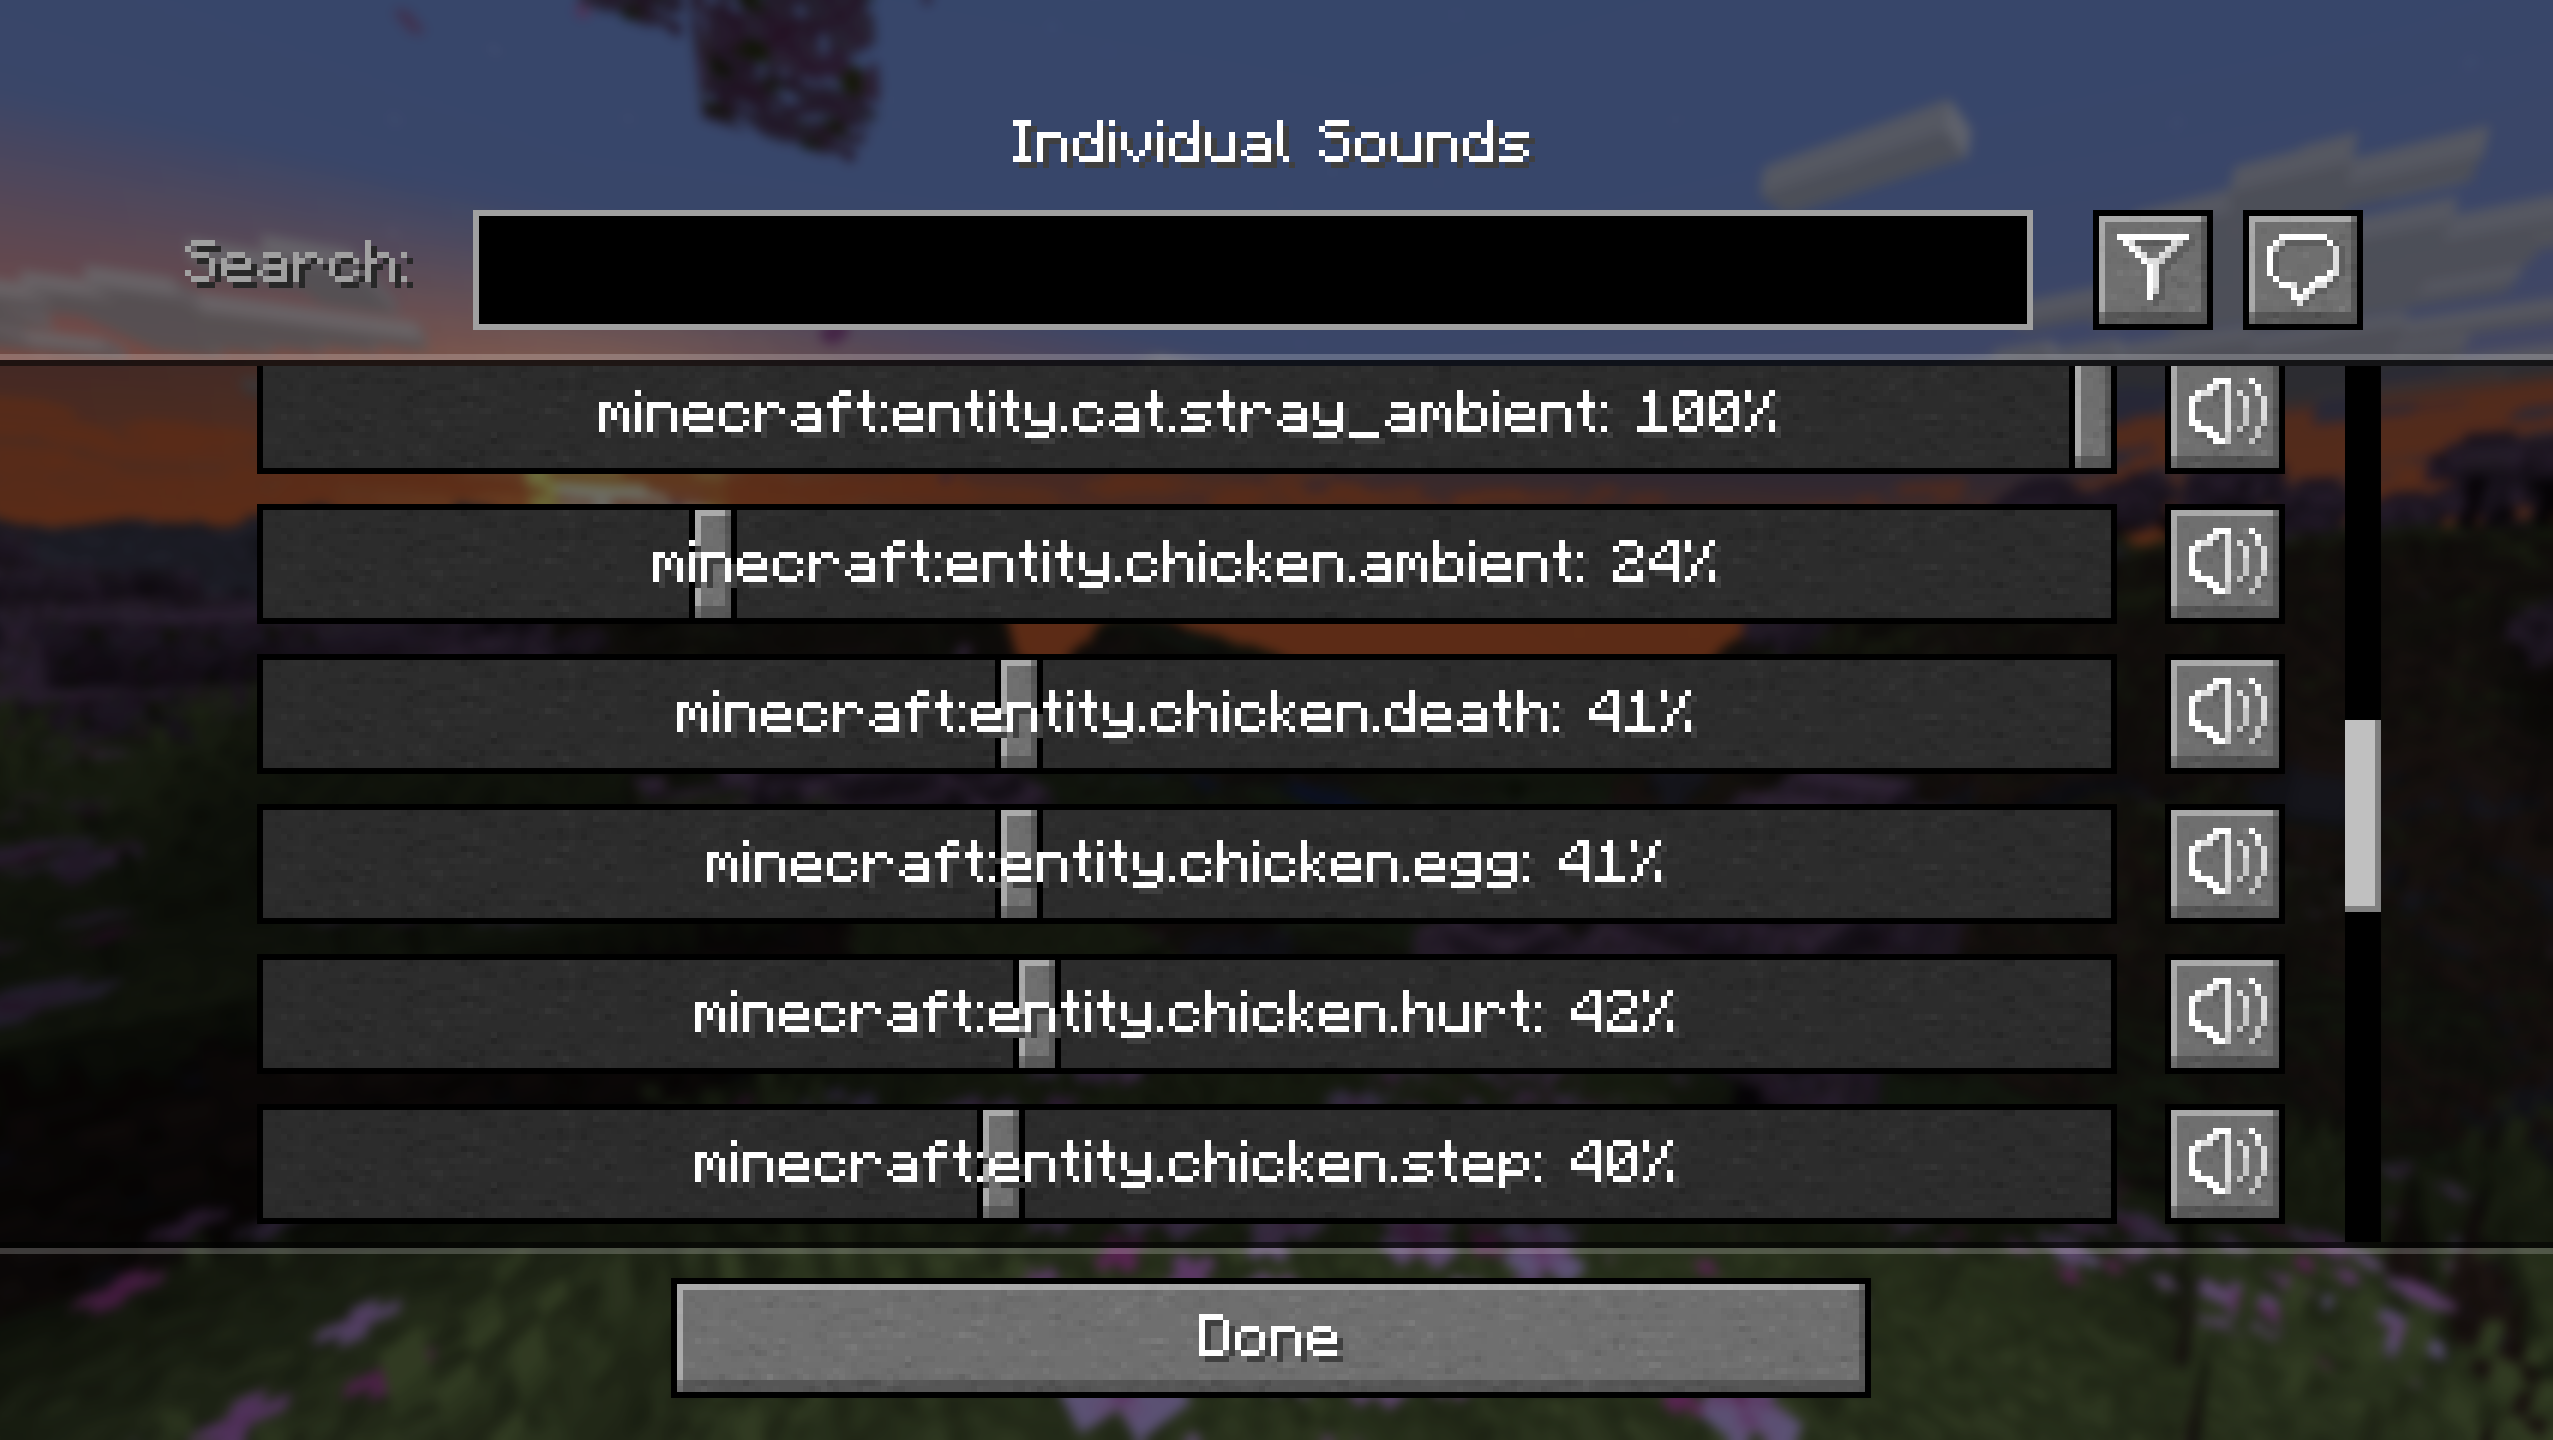 Individual Sounds
Search:
minecraft:entity.cat.stray_ambient: 100%
minecraft:entity.chicken.ambient: 24%
minecraft:entity.chicken.death: 41%
minecraft:entity.chicken.egg: 41%
minecraft:entity.chicken.hurt: 42%
minecraft:entity.chicken.step: 40%
Done